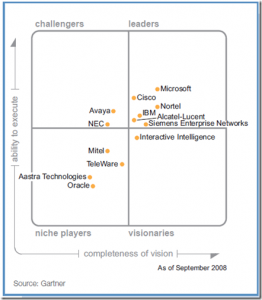 challengers
leaders
Microsoft
Cisco
Nortel
Avaya
IBM
Alcatel-Lucent
NEC
Siemens Enterprise Networks
Interactive Intelligence
Mitel
TeleWare
Aastra Technologies
Oracle
ability to execute
niche players
visionaries
completeness of vision
As of September 2008
Source: Gartner